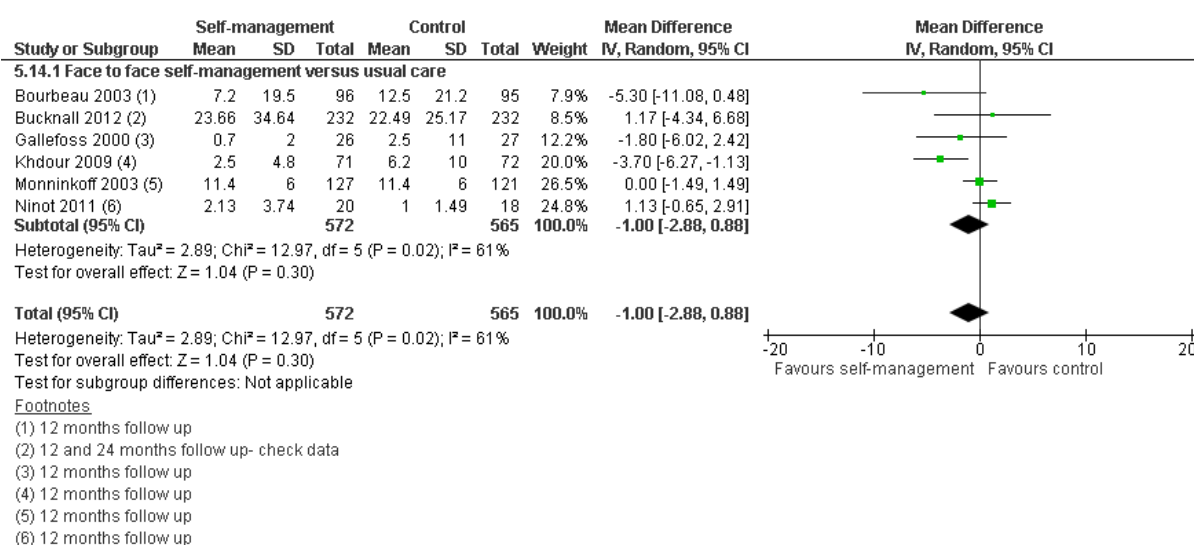 Self-management Control Mean Difference Mean Difference
Study or Subgroup Mean SD Total Mean SD Total Weight IV, Random, 95% CI IV, Random, 95% CI
5.14.1 Face to face self-management versus usual care
Bourbeau 2003 (1) 7.2 19.5 96 12.5 21.2 95 7.9% -5.30 [-11.08, 0.48]
Bucknall 2012 (2) 23.66 34.64 232 22.49 25.17 232 8.5% 1.17 [-4.34, 6.68]
Gallefoss 2000 (3) 0.7 2 26 2.5 11 27 12.2% -1.80 [-6.02, 2.42]
Khdour 2009 (4) 2.5 4.8 71 6.2 10 72 20.0% -3.70 [-6.27, -1.13]
Monninkoff 2003 (5) 11.4 6 127 11.4 6 121 26.5% 0.00 [-1.49, 1.49]
Ninot 2011 (6) 2.13 3.74 20 1 1.49 18 24.8% 1.13 [-0.65, 2.91]
Subtotal (95% CI) 572 565 100.0% -1.00 [-2.88, 0.88]
Heterogeneity: Tau² = 2.89; Chi² = 12.97, df = 5 (P = 0.02); I² = 61%
Test for overall effect: Z = 1.04 (P = 0.30)
Total (95% CI) 572 565 100.0% -1.00 [-2.88, 0.88]
Heterogeneity: Tau² = 2.89; Chi² = 12.97, df = 5 (P = 0.02); I² = 61%
Test for overall effect: Z = 1.04 (P = 0.30)
Test for subgroup differences: Not applicable
-20 -10 0 10 20
Favours self-management Favours control
Footnotes
(1) 12 months follow up
(2) 12 and 24 months follow up- check data
(3) 12 months follow up
(4) 12 months follow up
(5) 12 months follow up
(6) 12 months follow up